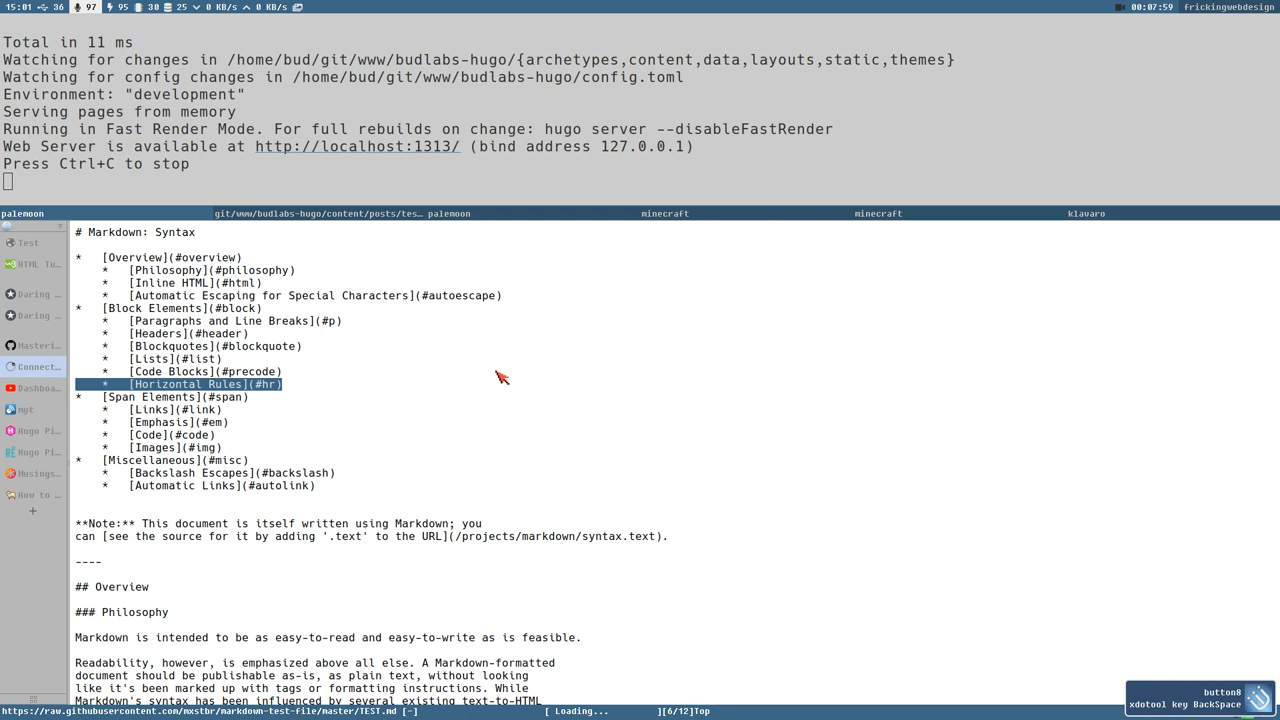 15:01 36 97 95 30 25 0 KB/s 0 KB/s 00:07:59 frickingwebdesign
Total in 11 ms
Watching for changes in /home/bud/git/www/budlabs-hugo/{archetypes,content,data,layouts,static,themes}
Watching for config changes in /home/bud/git/www/budlabs-hugo/config.toml
Environment: "development"
Serving pages from memory
Running in Fast Render Mode. For full rebuilds on change: hugo server --disableFastRender
Web Server is available at http://localhost:1313/ (bind address 127.0.0.1)
Press Ctrl+C to stop
palemoon git/www/budlabs-hugo/content/posts/tes... palemoon minecraft minecraft klavaro
Test
HTML Tu...
Daring ...
Daring ...
Masteri...
Connect...
Dashboa...
myt
Hugo Pi...
Hugo Pi...
Musings...
How to ...
+
# Markdown: Syntax
* [Overview](#overview)
* [Philosophy](#philosophy)
* [Inline HTML](#html)
* [Automatic Escaping for Special Characters](#autoescape)
* [Block Elements](#block)
* [Paragraphs and Line Breaks](#p)
* [Headers](#header)
* [Blockquotes](#blockquote)
* [Lists](#list)
* [Code Blocks](#precode)
* [Horizontal Rules](#hr)
* [Span Elements](#span)
* [Links](#link)
* [Emphasis](#em)
* [Code](#code)
* [Images](#img)
* [Miscellaneous](#misc)
* [Backslash Escapes](#backslash)
* [Automatic Links](#autolink)
**Note:** This document is itself written using Markdown; you
can [see the source for it by adding '.text' to the URL](/projects/markdown/syntax.text).
----
## Overview
### Philosophy
Markdown is intended to be as easy-to-read and easy-to-write as is feasible.
Readability, however, is emphasized above all else. A Markdown-formatted
document should be publishable as-is, as plain text, without looking
like it's been marked up with tags or formatting instructions. While
Markdown's syntax has been influenced by several existing text-to-HTML
button8
xdotool key BackSpace
https://raw.githubusercontent.com/mxstbr/markdown-test-file/master/TEST.md [-] [ Loading... ][6/12]Top